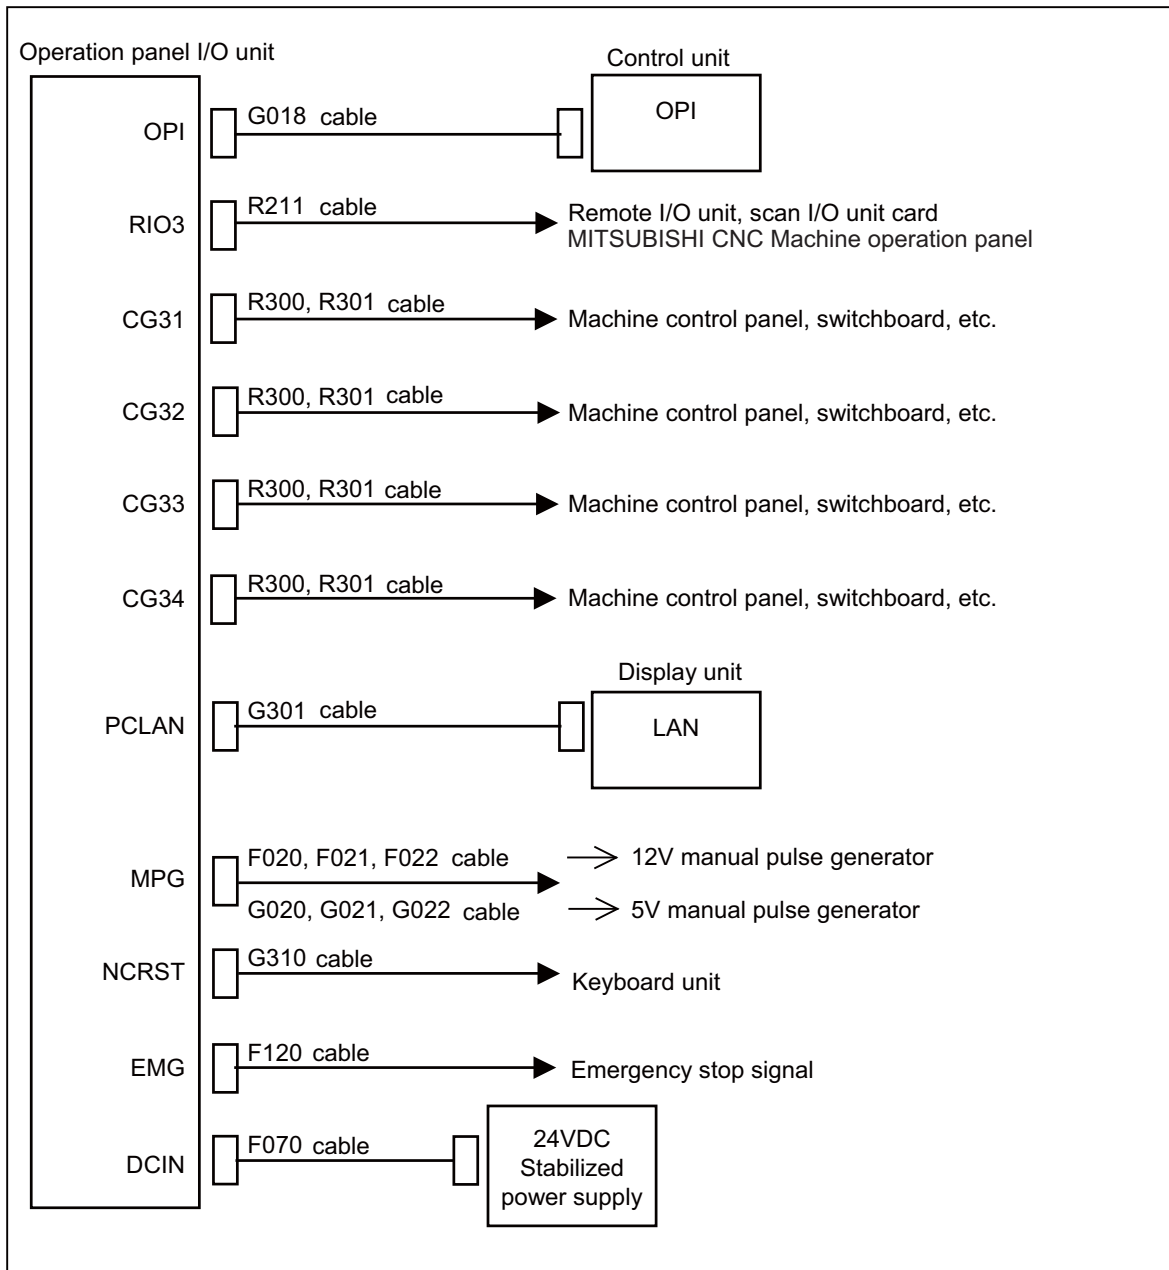 Operation panel I/O unit
Control unit
OPI
G018 cable
OPI
RIO3
R211 cable
Remote I/O unit, scan I/O unit card
MITSUBISHI CNC Machine operation panel
CG31
R300, R301 cable
Machine control panel, switchboard, etc.
CG32
R300, R301 cable
Machine control panel, switchboard, etc.
CG33
R300, R301 cable
Machine control panel, switchboard, etc.
CG34
R300, R301 cable
Machine control panel, switchboard, etc.
Display unit
PCLAN
G301 cable
LAN
MPG
F020, F021, F022 cable
12V manual pulse generator
G020, G021, G022 cable
5V manual pulse generator
NCRST
G310 cable
Keyboard unit
EMG
F120 cable
Emergency stop signal
DCIN
F070 cable
24VDC
Stabilized
power supply